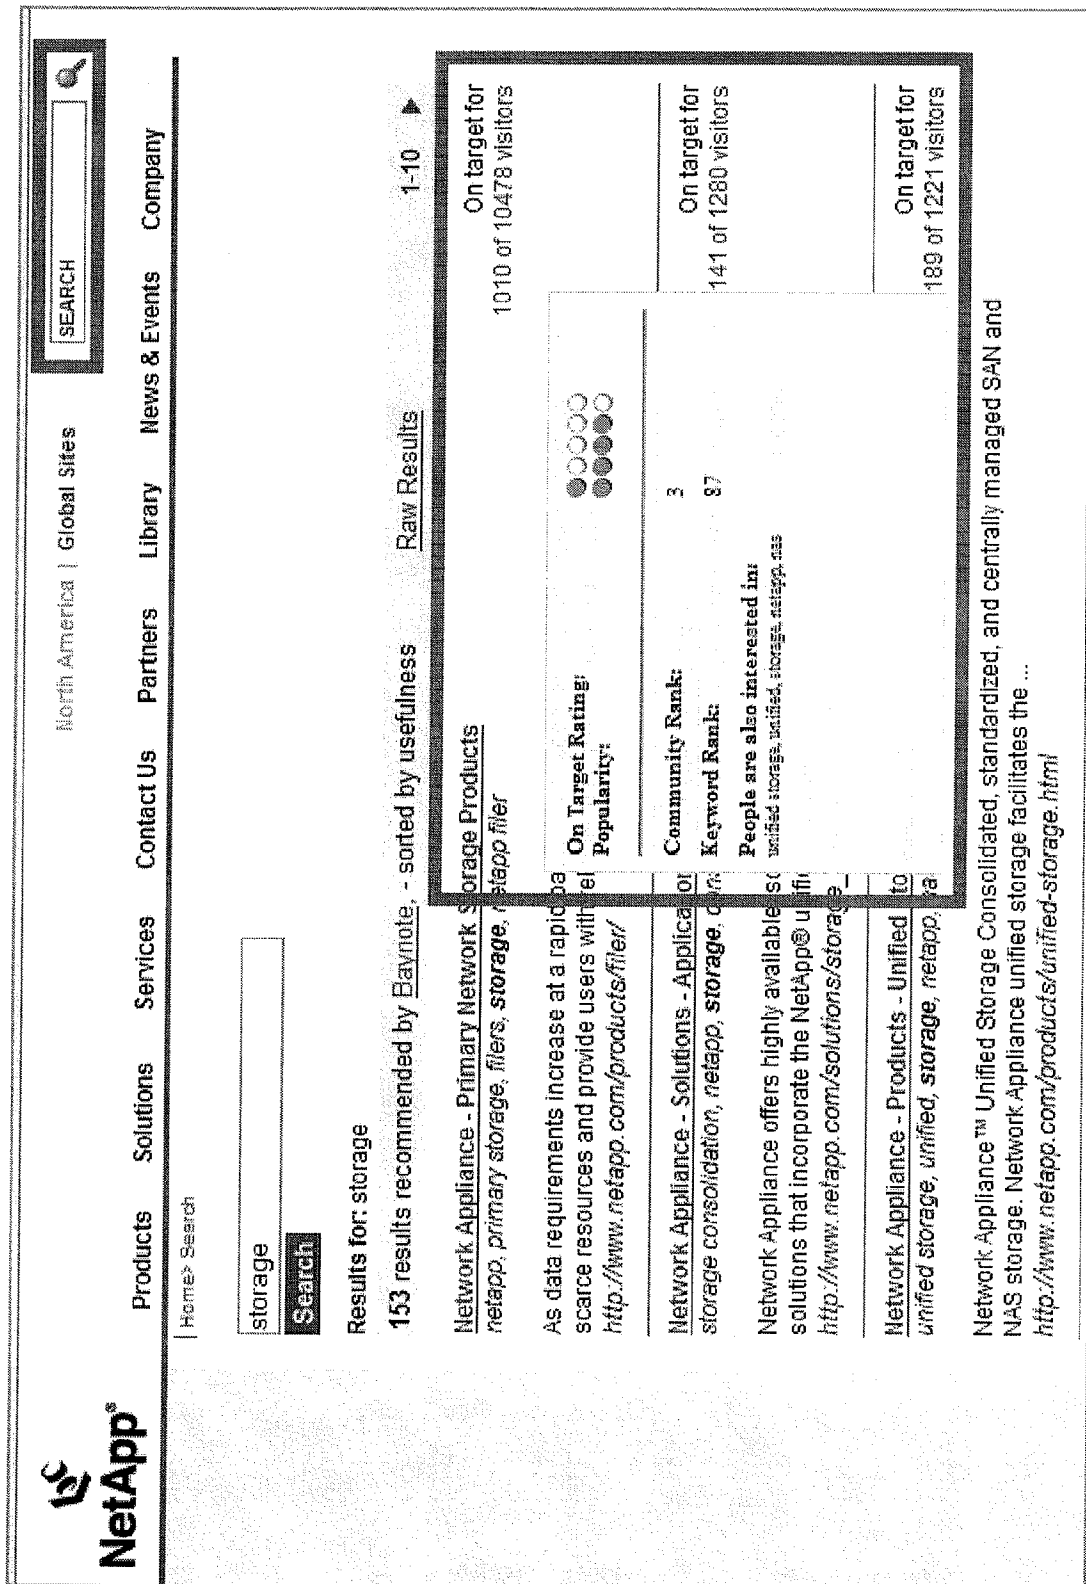 NetApp®
North America | Global Sites
SEARCH
Products Solutions Services Contact Us Partners Library News & Events Company
| Home> Search
storage
Search
Results for: storage
153 results recommended by Baynote, - sorted by usefulness Raw Results 1-10
Network Appliance - Primary Network Storage Products
netapp, primary storage, filers, storage, netapp filer
On target for
1010 of 10478 visitors
As data requirements increase at a rapid pa
scarce resources and provide users with rel
http://www.netapp.com/products/filer/
Network Appliance - Solutions - Applicatio
storage consolidation, netapp, storage,
On target for
141 of 1280 visitors
Network Appliance offers highly available so
solutions that incorporate the NetApp® unifi
http://www.netapp.com/solutions/storage_
Network Appliance - Products - Unified Sto
unified storage, unified, storage, netapp,
On target for
189 of 1221 visitors
Network Appliance™ Unified Storage Consolidated, standardized, and centrally managed SAN and
NAS storage. Network Appliance unified storage facilitates the ...
http://www.netapp.com/products/unified-storage.html
On Target Rating:
Popularity:
Community Rank: 3
Keyword Rank: 87
People are also interested in:
unified storage, unified, storage, netapp, nas